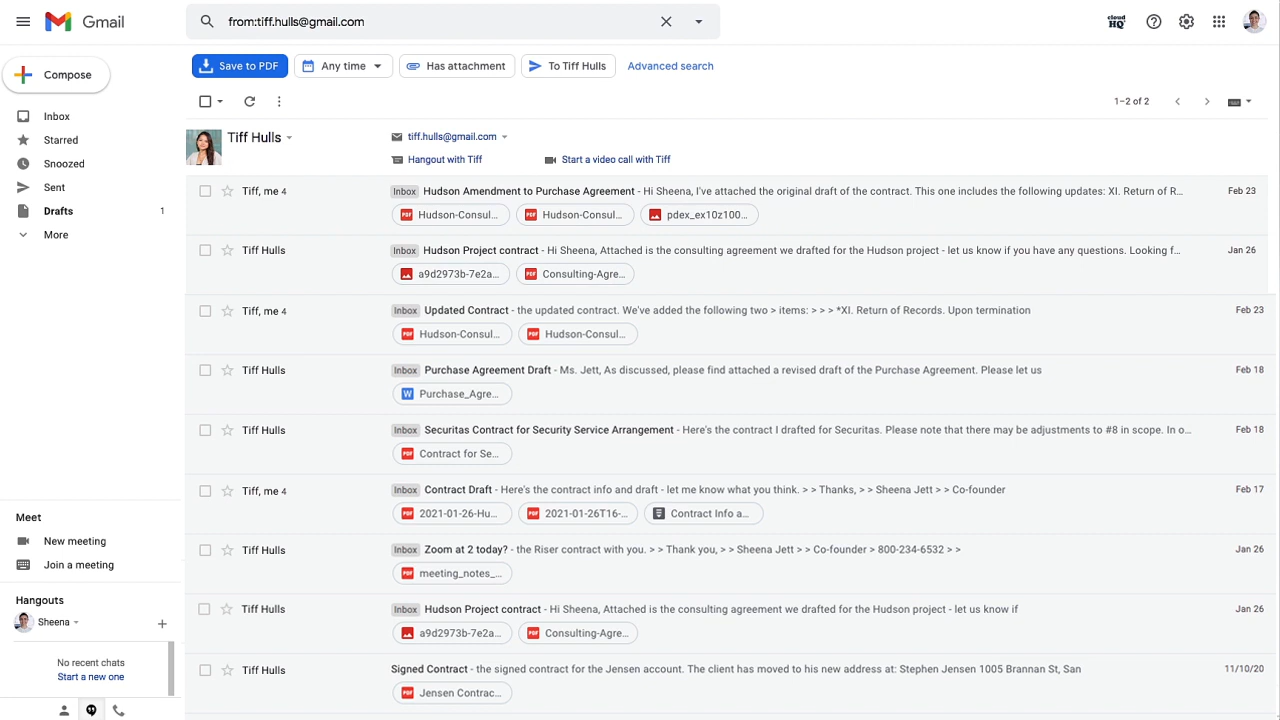 Gmail
from:tiff.hulls@gmail.com
cloud HQ
Save to PDF
Any time
Has attachment
To Tiff Hulls
Advanced search
Compose
1–2 of 2
Inbox
Starred
Snoozed
Sent
Drafts 1
More
Tiff Hulls
tiff.hulls@gmail.com
Hangout with Tiff
Start a video call with Tiff
Tiff, me 4 Inbox Hudson Amendment to Purchase Agreement - Hi Sheena, I've attached the original draft of the contract. This one includes the following updates: XI. Return of R... Feb 23
PDF Hudson-Consul... PDF Hudson-Consul... pdex_ex10z100...
Tiff Hulls Inbox Hudson Project contract - Hi Sheena, Attached is the consulting agreement we drafted for the Hudson project - let us know if you have any questions. Looking f... Jan 26
a9d2973b-7e2a... PDF Consulting-Agre...
Tiff, me 4 Inbox Updated Contract - the updated contract. We've added the following two > items: > > > *XI. Return of Records. Upon termination Feb 23
PDF Hudson-Consul... PDF Hudson-Consul...
Tiff Hulls Inbox Purchase Agreement Draft - Ms. Jett, As discussed, please find attached a revised draft of the Purchase Agreement. Please let us Feb 18
W Purchase_Agre...
Tiff Hulls Inbox Securitas Contract for Security Service Arrangement - Here's the contract I drafted for Securitas. Please note that there may be adjustments to #8 in scope. In o... Feb 18
PDF Contract for Se...
Tiff, me 4 Inbox Contract Draft - Here's the contract info and draft - let me know what you think. > > Thanks, > > Sheena Jett > > Co-founder Feb 17
PDF 2021-01-26-Hu... PDF 2021-01-26T16-... Contract Info a...
Tiff Hulls Inbox Zoom at 2 today? - the Riser contract with you. > > Thank you, > > Sheena Jett > > Co-founder > 800-234-6532 > > Jan 26
PDF meeting_notes_...
Tiff Hulls Inbox Hudson Project contract - Hi Sheena, Attached is the consulting agreement we drafted for the Hudson project - let us know if Jan 26
a9d2973b-7e2a... PDF Consulting-Agre...
Tiff Hulls Signed Contract - the signed contract for the Jensen account. The client has moved to his new address at: Stephen Jensen 1005 Brannan St, San 11/10/20
PDF Jensen Contrac...
Meet
New meeting
Join a meeting
Hangouts
Sheena
No recent chats
Start a new one